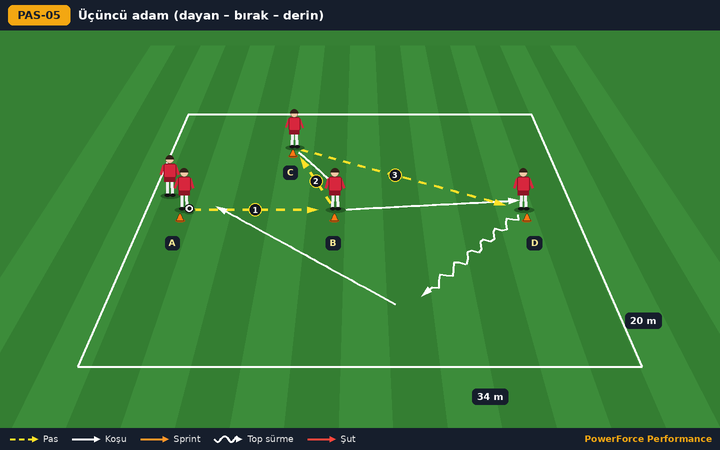 PAS-05 Üçüncü adam (dayan – bırak – derin)
C
3
2
1
A
B
D
20 m
34 m
Pas Koşu Sprint Top sürme Şut PowerForce Performance